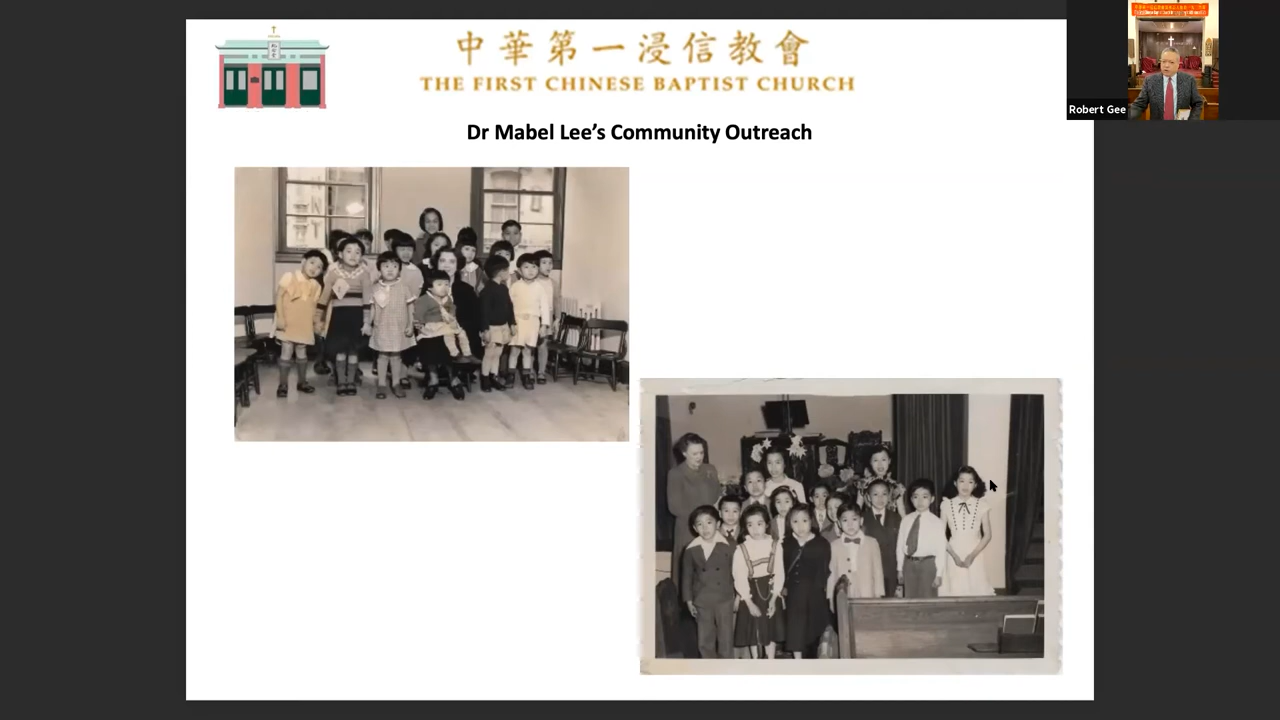 中華第一浸信教會
THE FIRST CHINESE BAPTIST CHURCH
Dr Mabel Lee’s Community Outreach
Robert Gee